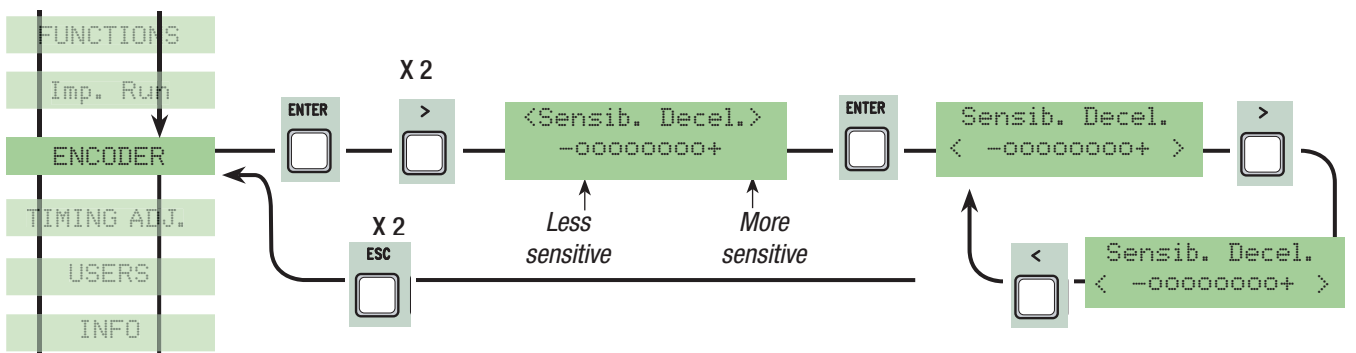 FUNCTIONS
Imp. Run
ENCODER
TIMING ADJ.
USERS
INFO
ENTER
X 2
>
<Sensib. Decel.>
-oooooooo+
Less
sensitive
More
sensitive
ENTER
Sensib. Decel.
< -oooooooo+ >
>
Sensib. Decel.
< -oooooooo+ >
<
X 2
ESC